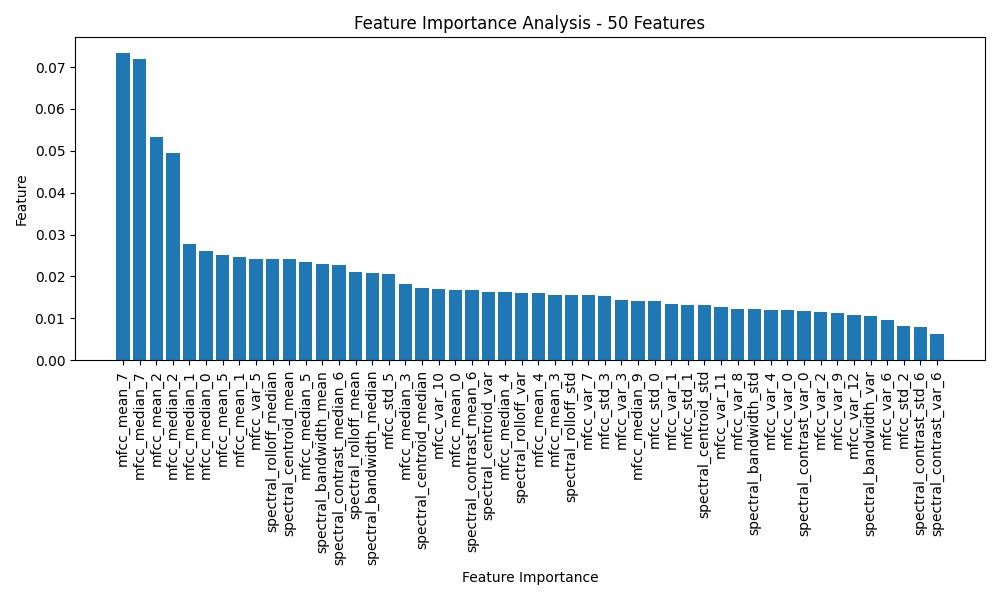 Feature Importance Analysis - 50 Features
Feature
0.07
0.06
0.05
0.04
0.03
0.02
0.01
0.00
mfcc_mean_7
mfcc_median_7
mfcc_mean_2
mfcc_median_2
mfcc_median_1
mfcc_median_0
mfcc_mean_5
mfcc_mean_1
mfcc_var_5
spectral_rolloff_median
spectral_centroid_mean
mfcc_median_5
spectral_bandwidth_mean
spectral_contrast_median_6
spectral_rolloff_mean
spectral_bandwidth_median
mfcc_std_5
mfcc_median_3
spectral_centroid_median
mfcc_var_10
mfcc_mean_0
spectral_contrast_mean_6
spectral_centroid_var
mfcc_median_4
spectral_rolloff_var
mfcc_mean_4
mfcc_mean_3
spectral_rolloff_std
mfcc_var_7
mfcc_std_3
mfcc_var_3
mfcc_median_9
mfcc_std_0
mfcc_var_1
mfcc_std_1
spectral_centroid_std
mfcc_var_11
mfcc_var_8
spectral_bandwidth_std
mfcc_var_4
mfcc_var_0
spectral_contrast_var_0
mfcc_var_2
mfcc_var_9
mfcc_var_12
spectral_bandwidth_var
mfcc_var_6
mfcc_std_2
spectral_contrast_std_6
spectral_contrast_var_6
Feature Importance